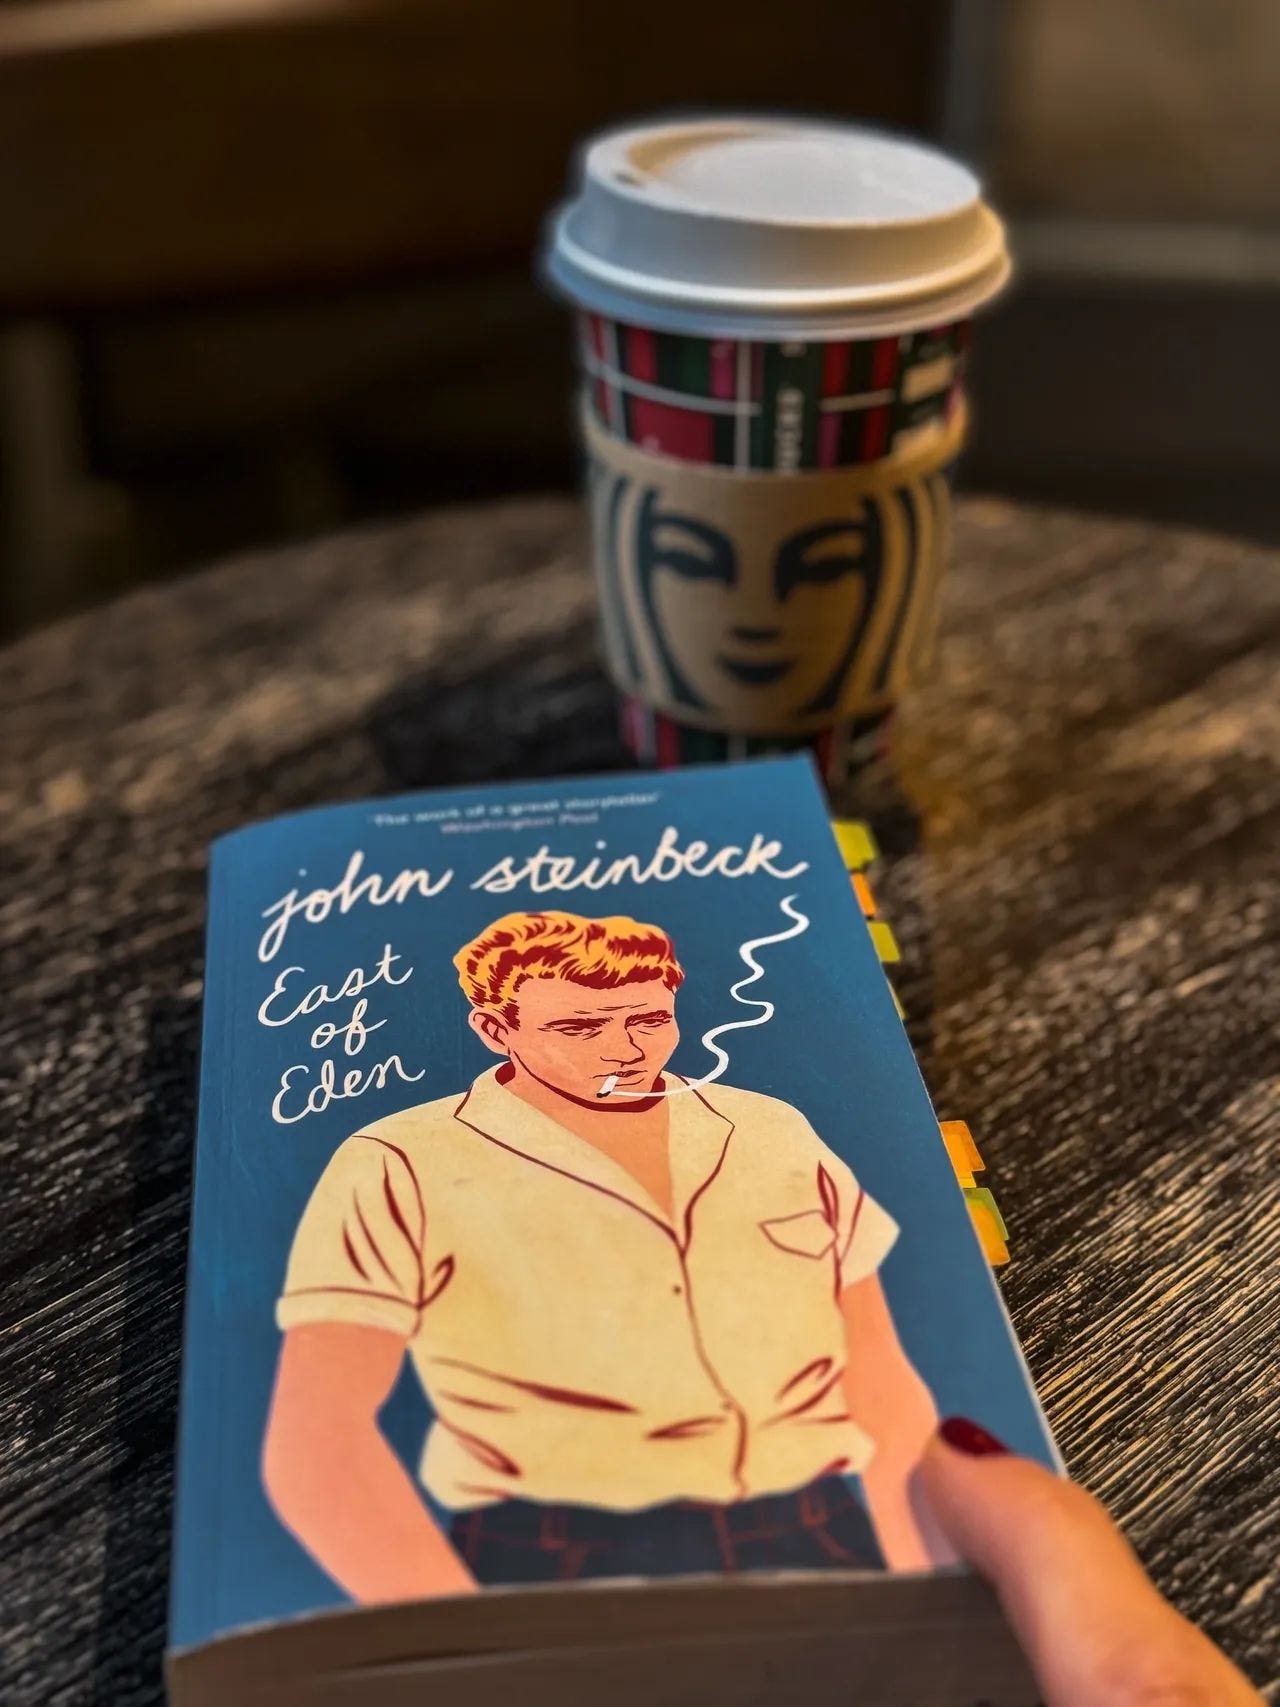 'The work of a great storyteller'
Washington Post
john steinbeck
East
of
Eden